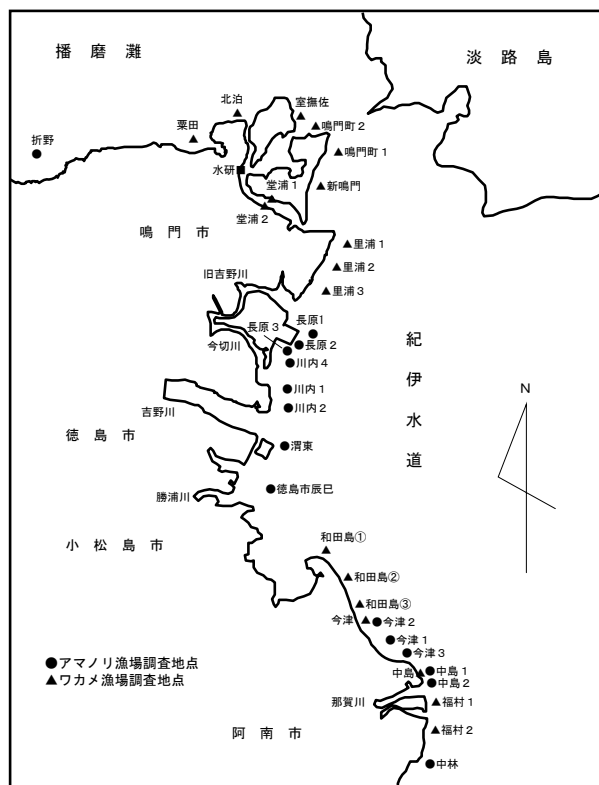 播磨灘
淡路島
北泊
室撫佐
粟田
鳴門町２
折野
鳴門町１
水研
堂浦１
新鳴門
堂浦２
鳴門市
里浦１
里浦２
旧吉野川
里浦３
長原１
長原３
長原２
今切川
川内４
紀伊水道
川内１
N
吉野川
川内２
徳島市
渭東
勝浦川
徳島市辰巳
小松島市
和田島①
和田島②
和田島③
今津
今津２
今津１
今津３
●アマノリ漁場調査地点
中島
中島１
▲ワカメ漁場調査地点
中島２
那賀川
福村１
阿南市
福村２
中林